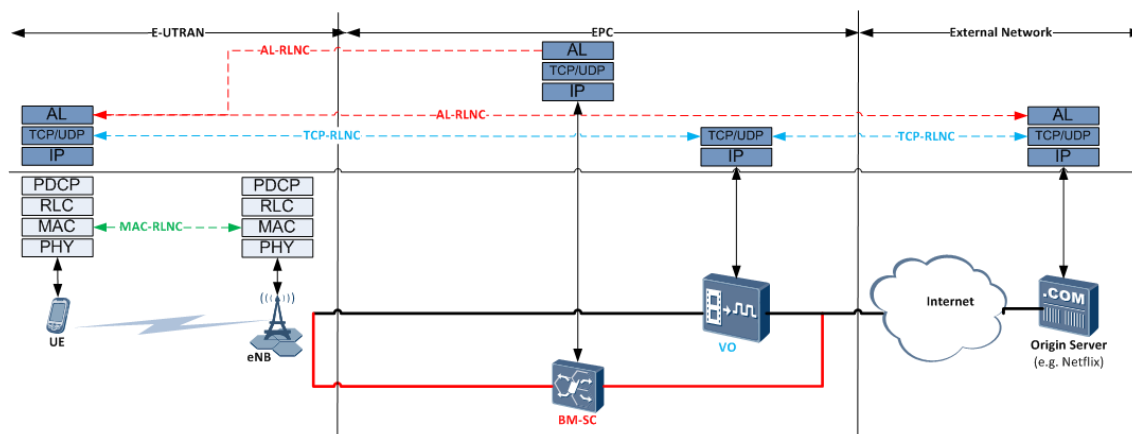 E-UTRAN
EPC
External Network
AL-RLNC
AL
TCP/UDP
IP
AL
TCP/UDP
IP
AL-RLNC
TCP-RLNC
TCP/UDP
IP
TCP-RLNC
AL
TCP/UDP
IP
PDCP
RLC
MAC
PHY
MAC-RLNC
PDCP
RLC
MAC
PHY
UE
eNB
BM-SC
VO
Internet
.COM
Origin Server
(e.g. Netflix)